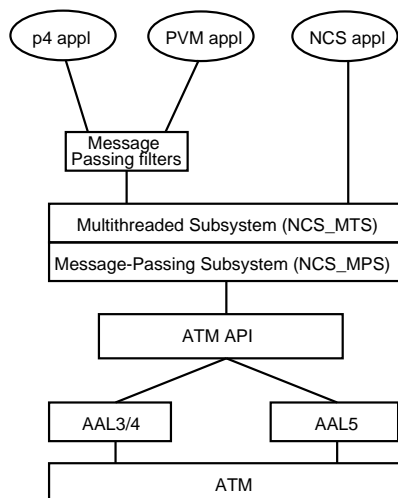 p4 appl
PVM appl
NCS appl
Message
Passing filters
Multithreaded Subsystem (NCS_MTS)
Message-Passing Subsystem (NCS_MPS)
ATM API
AAL3/4
AAL5
ATM